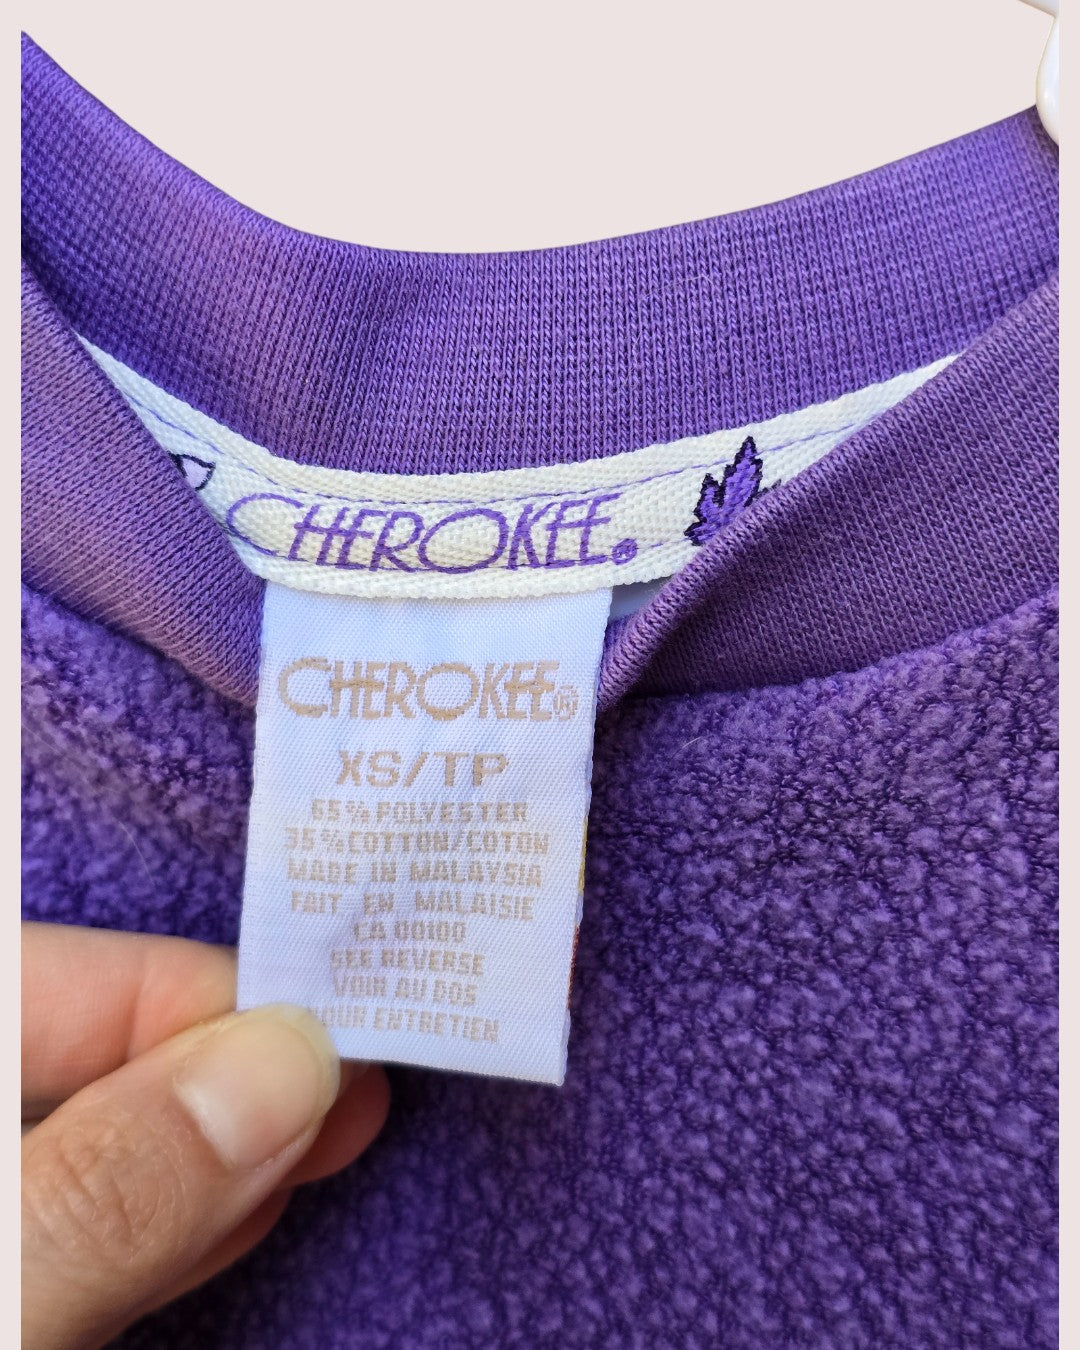 CHEROKEE®
CHEROKEE®
XS/TP
65% POLYESTER
35% COTTON/COTON
MADE IN MALAYSIA
FAIT EN MALAISIE
CA 00100
SEE REVERSE
VOIR AU DOS
POUR ENTRETIEN